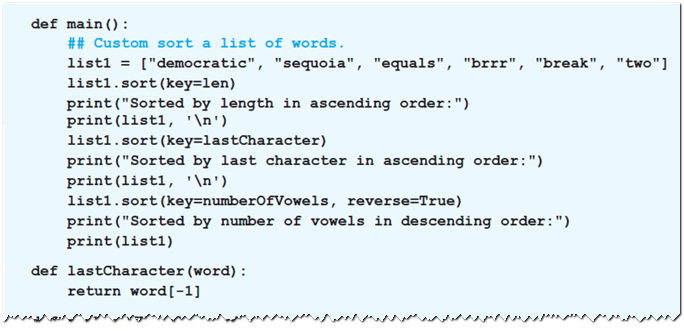 def main():
    ## Custom sort a list of words.
    list1 = ["democratic", "sequoia", "equals", "brrr", "break", "two"]
    list1.sort(key=len)
    print("Sorted by length in ascending order:")
    print(list1, '\n')
    list1.sort(key=lastCharacter)
    print("Sorted by last character in ascending order:")
    print(list1, '\n')
    list1.sort(key=numberOfVowels, reverse=True)
    print("Sorted by number of vowels in descending order:")
    print(list1)
def lastCharacter(word):
    return word[-1]